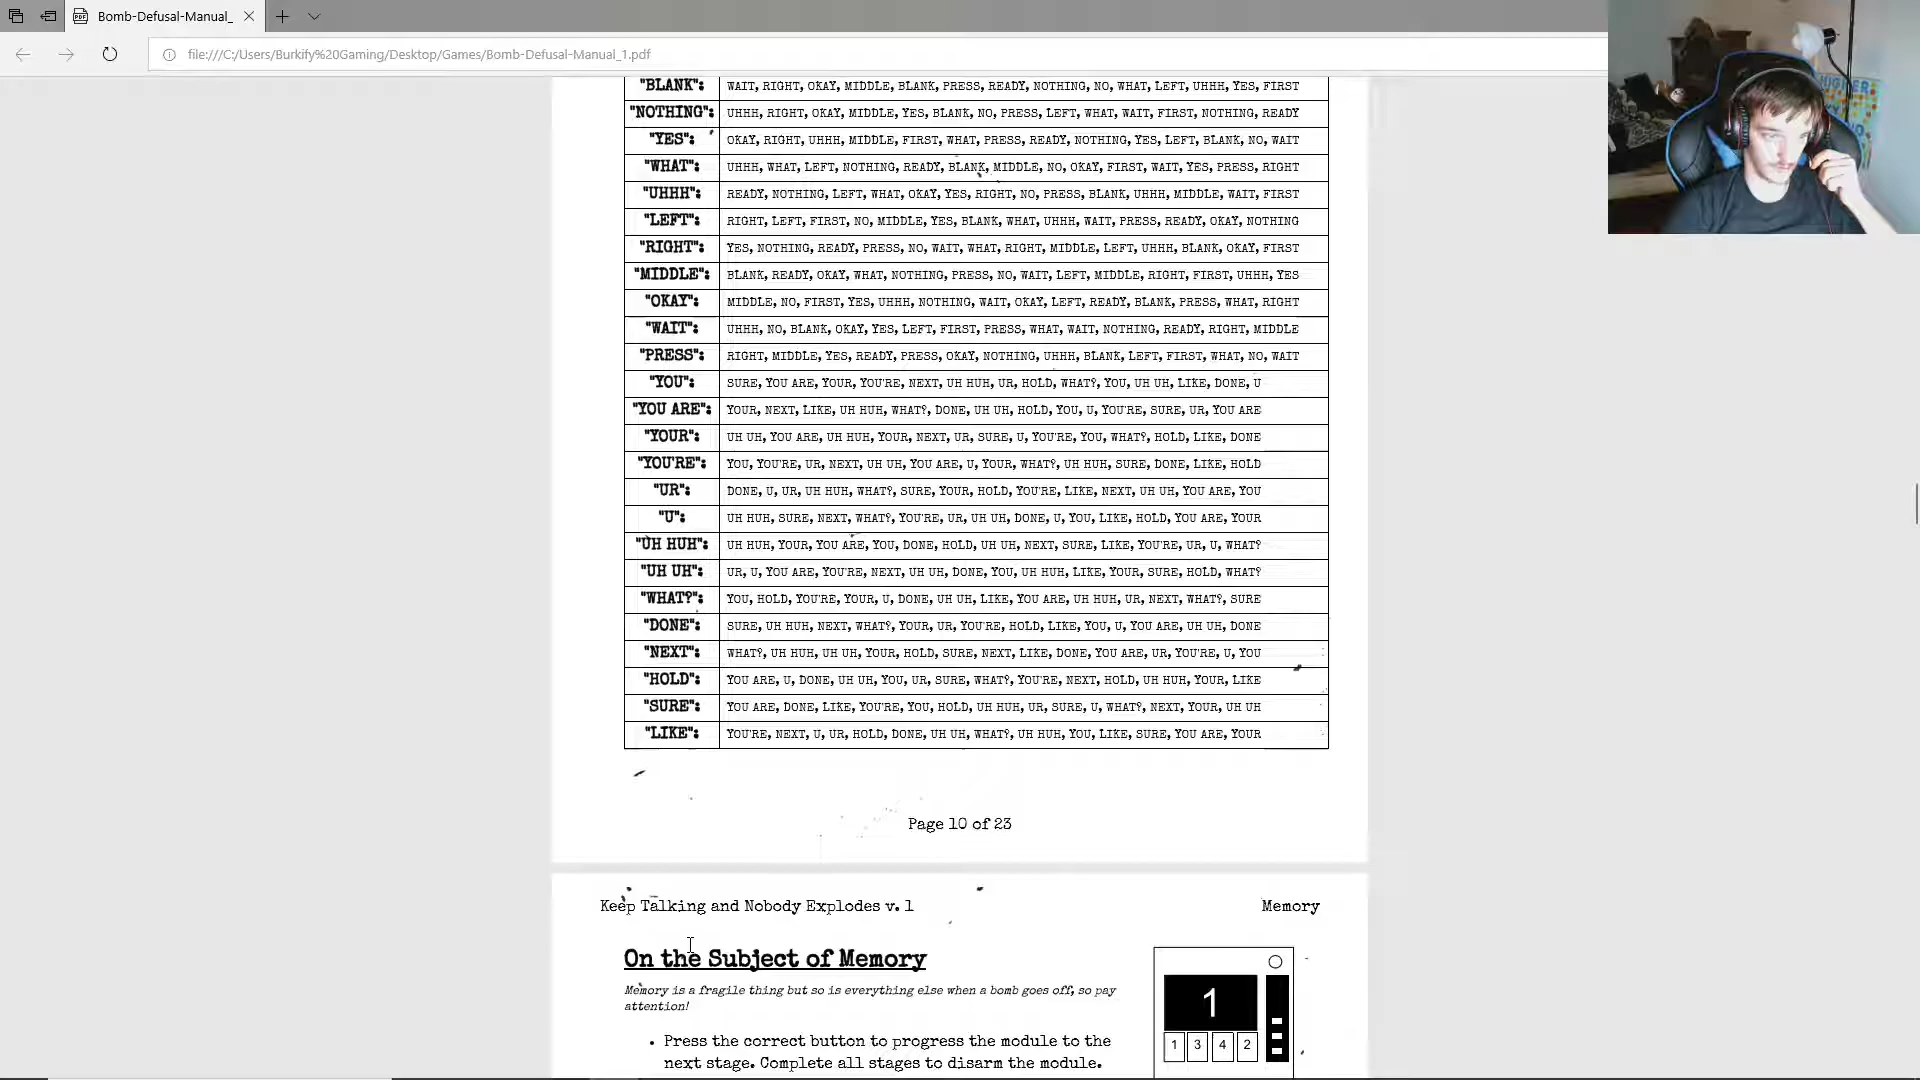 Bomb-Defusal-Manual_
file:///C:/Users/Burkify%20Gaming/Desktop/Games/Bomb-Defusal-Manual_1.pdf
"BLANK": WAIT, RIGHT, OKAY, MIDDLE, BLANK, PRESS, READY, NOTHING, NO, WHAT, LEFT, UHHH, YES, FIRST
"NOTHING": UHHH, RIGHT, OKAY, MIDDLE, YES, BLANK, NO, PRESS, LEFT, WHAT, WAIT, FIRST, NOTHING, READY
"YES": OKAY, RIGHT, UHHH, MIDDLE, FIRST, WHAT, PRESS, READY, NOTHING, YES, LEFT, BLANK, NO, WAIT
"WHAT": UHHH, WHAT, LEFT, NOTHING, READY, BLANK, MIDDLE, NO, OKAY, FIRST, WAIT, YES, PRESS, RIGHT
"UHHH": READY, NOTHING, LEFT, WHAT, OKAY, YES, RIGHT, NO, PRESS, BLANK, UHHH, MIDDLE, WAIT, FIRST
"LEFT": RIGHT, LEFT, FIRST, NO, MIDDLE, YES, BLANK, WHAT, UHHH, WAIT, PRESS, READY, OKAY, NOTHING
"RIGHT": YES, NOTHING, READY, PRESS, NO, WAIT, WHAT, RIGHT, MIDDLE, LEFT, UHHH, BLANK, OKAY, FIRST
"MIDDLE": BLANK, READY, OKAY, WHAT, NOTHING, PRESS, NO, WAIT, LEFT, MIDDLE, RIGHT, FIRST, UHHH, YES
"OKAY": MIDDLE, NO, FIRST, YES, UHHH, NOTHING, WAIT, OKAY, LEFT, READY, BLANK, PRESS, WHAT, RIGHT
"WAIT": UHHH, NO, BLANK, OKAY, YES, LEFT, FIRST, PRESS, WHAT, WAIT, NOTHING, READY, RIGHT, MIDDLE
"PRESS": RIGHT, MIDDLE, YES, READY, PRESS, OKAY, NOTHING, UHHH, BLANK, LEFT, FIRST, WHAT, NO, WAIT
"YOU": SURE, YOU ARE, YOUR, YOU'RE, NEXT, UH HUH, UR, HOLD, WHAT?, YOU, UH UH, LIKE, DONE, U
"YOU ARE": YOUR, NEXT, LIKE, UH HUH, WHAT?, DONE, UH UH, HOLD, YOU, U, YOU'RE, SURE, UR, YOU ARE
"YOUR": UH UH, YOU ARE, UH HUH, YOUR, NEXT, UR, SURE, U, YOU'RE, YOU, WHAT?, HOLD, LIKE, DONE
"YOU'RE": YOU, YOU'RE, UR, NEXT, UH UH, YOU ARE, U, YOUR, WHAT?, UH HUH, SURE, DONE, LIKE, HOLD
"UR": DONE, U, UR, UH HUH, WHAT?, SURE, YOUR, HOLD, YOU'RE, LIKE, NEXT, UH UH, YOU ARE, YOU
"U": UH HUH, SURE, NEXT, WHAT?, YOU'RE, UR, UH UH, DONE, U, YOU, LIKE, HOLD, YOU ARE, YOUR
"UH HUH": UH HUH, YOUR, YOU ARE, YOU, DONE, HOLD, UH UH, NEXT, SURE, LIKE, YOU'RE, UR, U, WHAT?
"UH UH": UR, U, YOU ARE, YOU'RE, NEXT, UH UH, DONE, YOU, UH HUH, LIKE, YOUR, SURE, HOLD, WHAT?
"WHAT?": YOU, HOLD, YOU'RE, YOUR, U, DONE, UH UH, LIKE, YOU ARE, UH HUH, UR, NEXT, WHAT?, SURE
"DONE": SURE, UH HUH, NEXT, WHAT?, YOUR, UR, YOU'RE, HOLD, LIKE, YOU, U, YOU ARE, UH UH, DONE
"NEXT": WHAT?, UH HUH, UH UH, YOUR, HOLD, SURE, NEXT, LIKE, DONE, YOU ARE, UR, YOU'RE, U, YOU
"HOLD": YOU ARE, U, DONE, UH UH, YOU, UR, SURE, WHAT?, YOU'RE, NEXT, HOLD, UH HUH, YOUR, LIKE
"SURE": YOU ARE, DONE, LIKE, YOU'RE, YOU, HOLD, UH HUH, UR, SURE, U, WHAT?, NEXT, YOUR, UH UH
"LIKE": YOU'RE, NEXT, U, UR, HOLD, DONE, UH UH, WHAT?, UH HUH, YOU, LIKE, SURE, YOU ARE, YOUR
Page 10 of 23
Keep Talking and Nobody Explodes v. 1 Memory
On the Subject of Memory
Memory is a fragile thing but so is everything else when a bomb goes off, so pay
attention!
• Press the correct button to progress the module to the
next stage. Complete all stages to disarm the module.
1
1 3 4 2